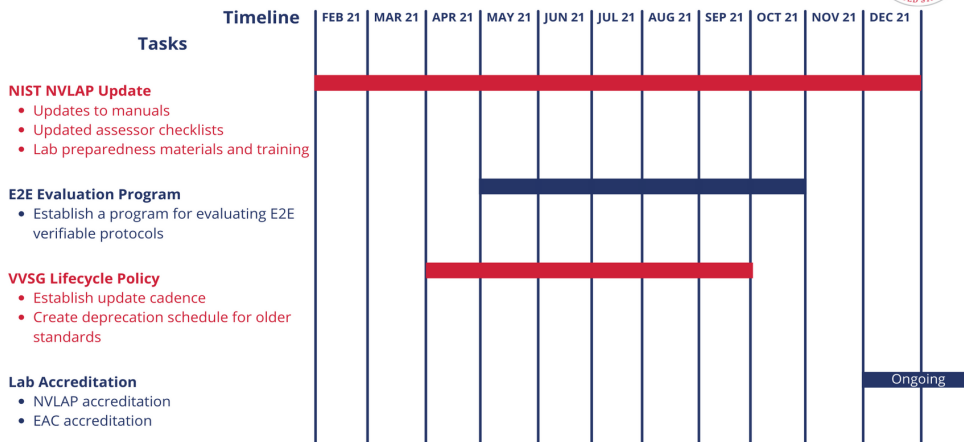 Timeline FEB 21 MAR 21 APR 21 MAY 21 JUN 21 JUL 21 AUG 21 SEP 21 OCT 21 NOV 21 DEC 21
Tasks
NIST NVLAP Update
• Updates to manuals
• Updated assessor checklists
• Lab preparedness materials and training
E2E Evaluation Program
• Establish a program for evaluating E2E
verifiable protocols
VVSG Lifecycle Policy
• Establish update cadence
• Create deprecation schedule for older
standards
Lab Accreditation
Ongoing
• NVLAP accreditation
• EAC accreditation